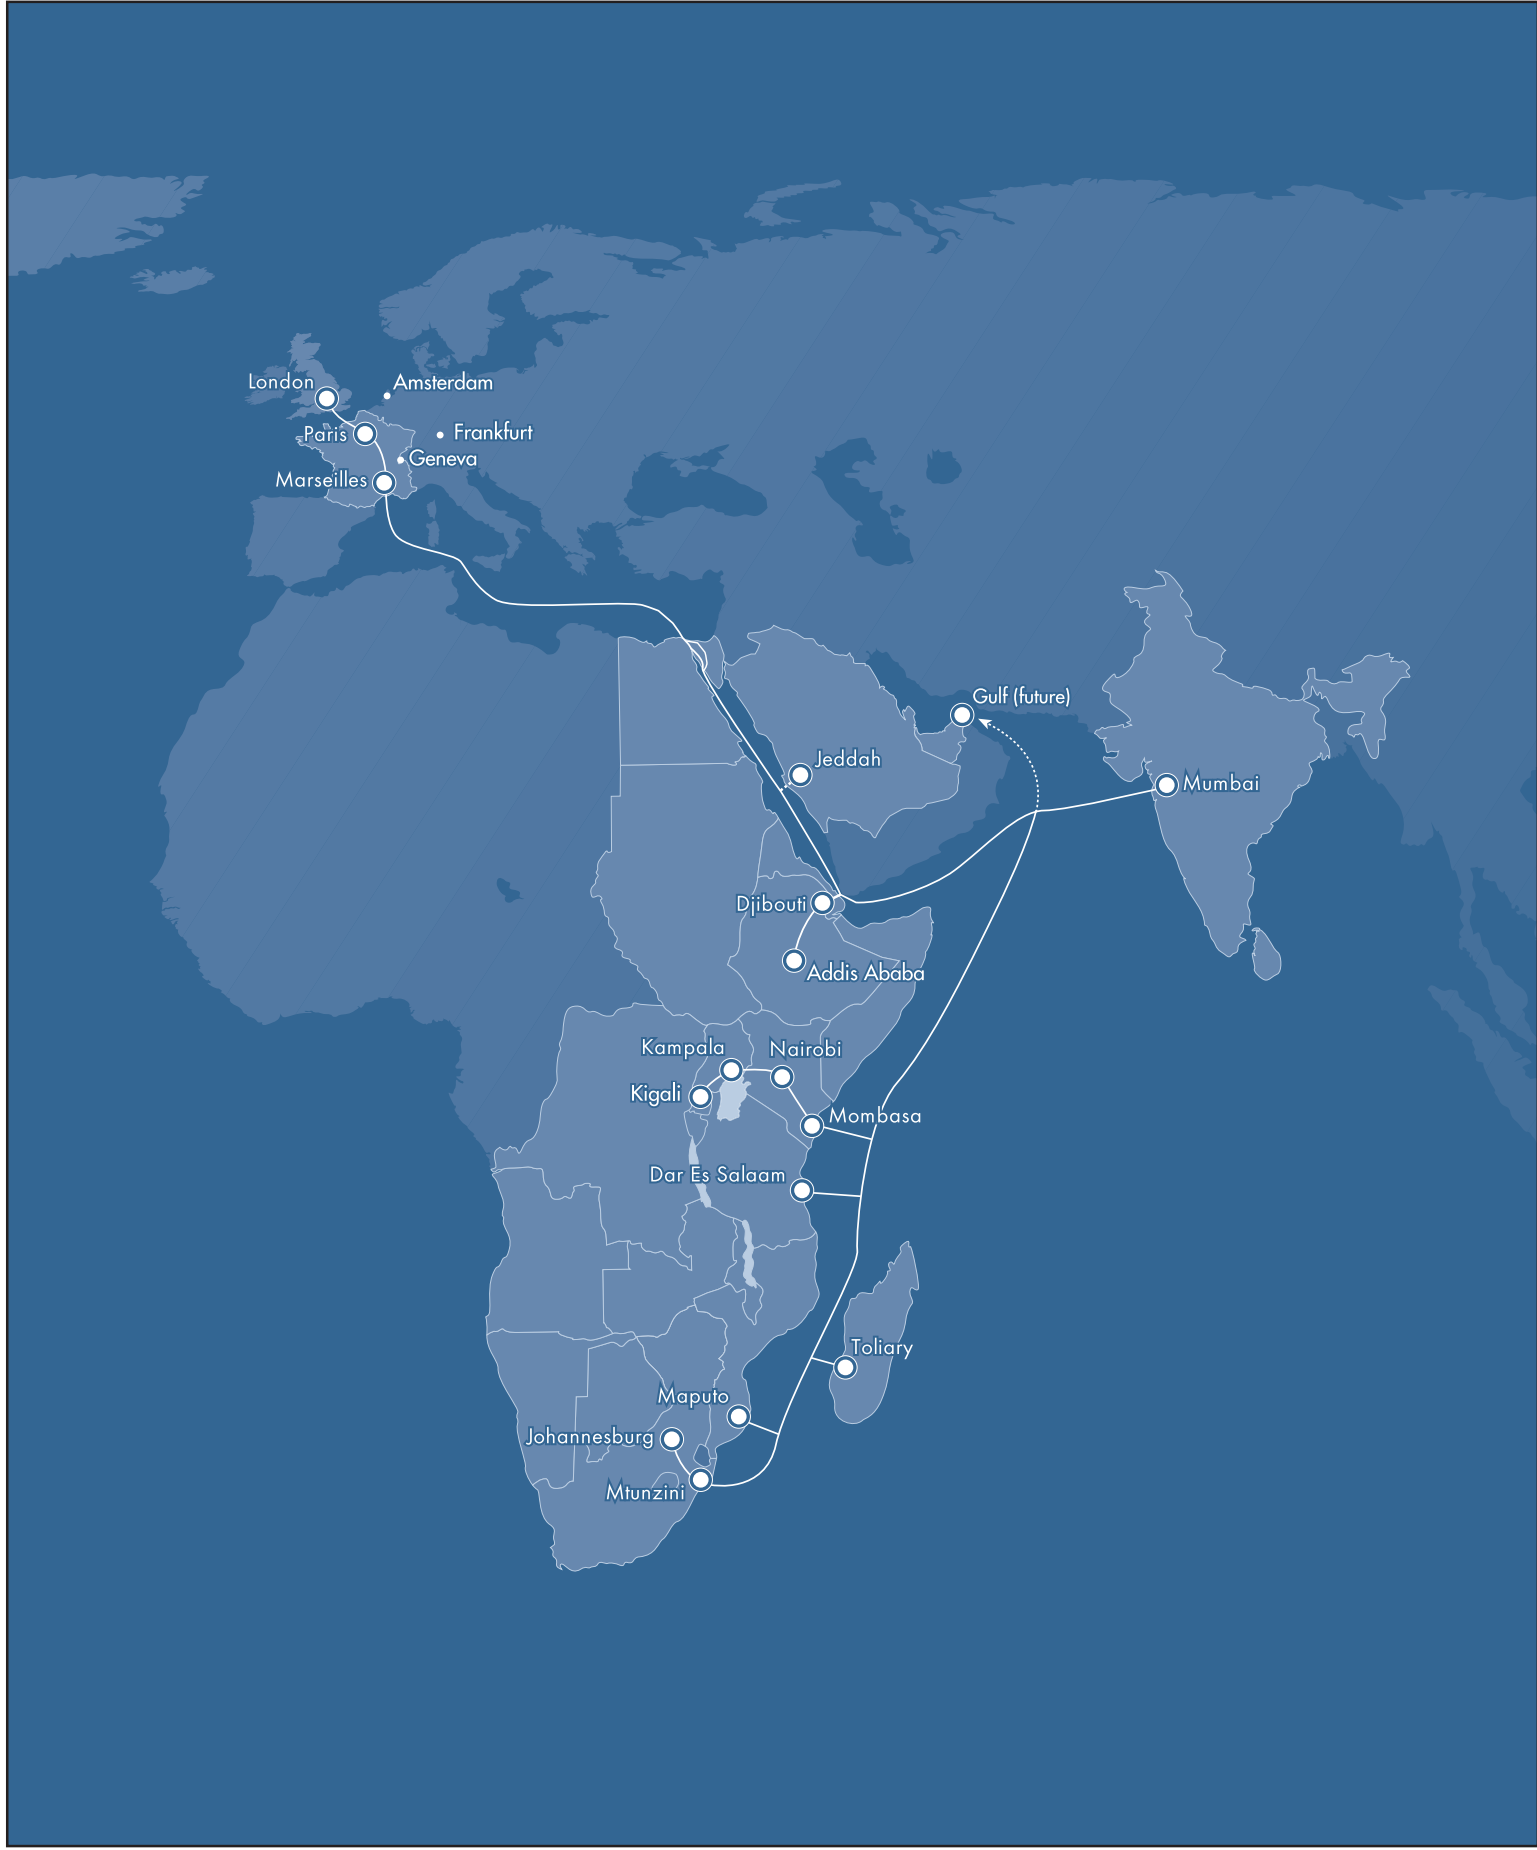 London
Amsterdam
Paris
Frankfurt
Geneva
Marseilles
Gulf (future)
Jeddah
Mumbai
Djibouti
Addis Ababa
Kampala
Nairobi
Kigali
Mombasa
Dar Es Salaam
Toliary
Maputo
Johannesburg
Mtunzini